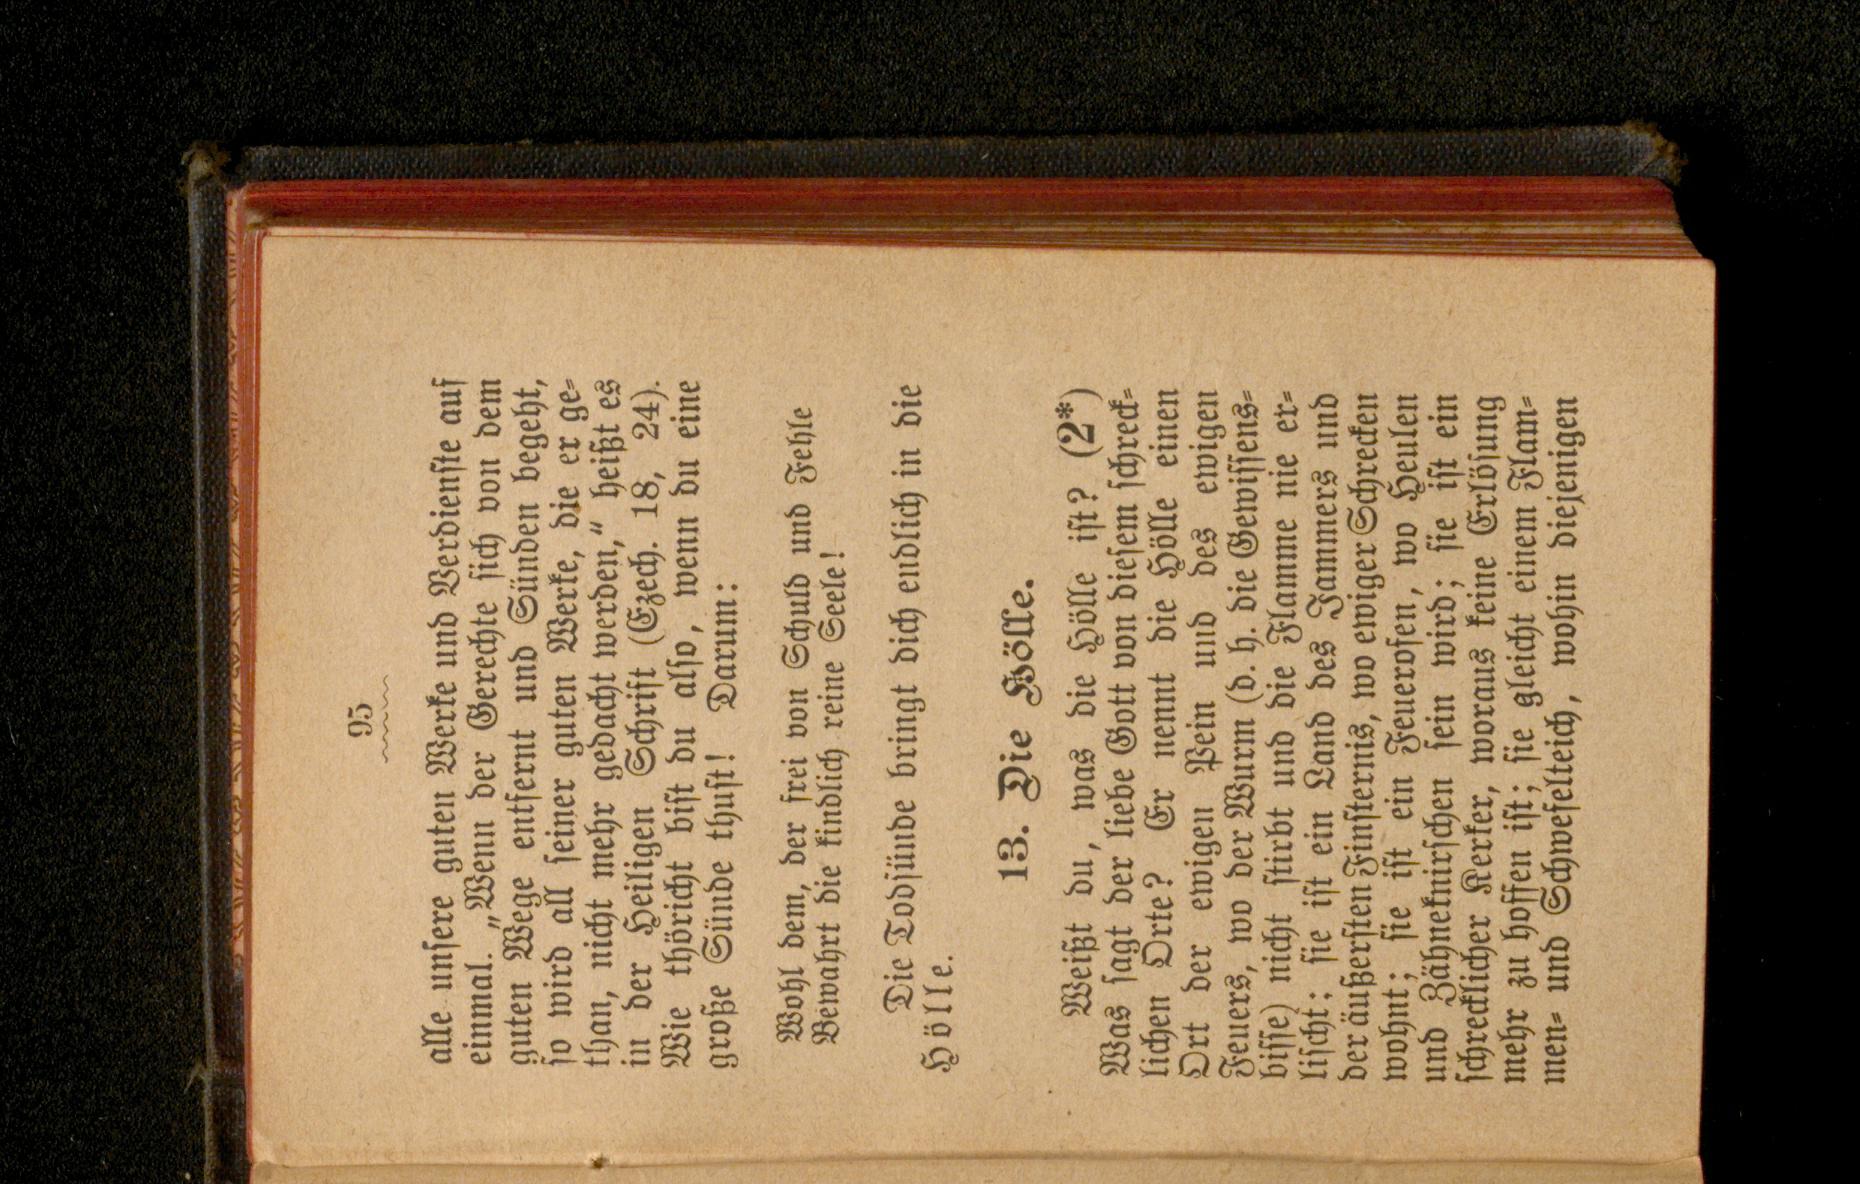 95
alle unsere guten Werke und Verdienste auf
einmal. „Wenn der Gerechte sich von dem
guten Wege entfernt und Sünden begeht,
so wird all seiner guten Werke, die er ge-
than, nicht mehr gedacht werden,“ heißt es
in der Heiligen Schrift (Ezech. 18, 24).
Wie thöricht bist du also, wenn du eine
große Sünde thust! Darum:
Wohl dem, der frei von Schuld und Fehle
Bewahrt die kindlich reine Seele!
Die Todsünde bringt dich endlich in die
Hölle.
13. Die Hölle.
Weißt du, was die Hölle ist? (2*)
Was sagt der liebe Gott von diesem schreck-
lichen Orte? Er nennt die Hölle einen
Ort der ewigen Pein und des ewigen
Feuers, wo der Wurm (d. h. die Gewissens-
bisse) nicht stirbt und die Flamme nie er-
lischt; sie ist ein Land des Jammers und
der äußersten Finsternis, wo ewiger Schrecken
wohnt; sie ist ein Feuerofen, wo Heulen
und Zähneknirschen sein wird; sie ist ein
schrecklicher Kerker, woraus keine Erlösung
mehr zu hoffen ist; sie gleicht einem Flam-
men- und Schwefelteich, wohin diejenigen